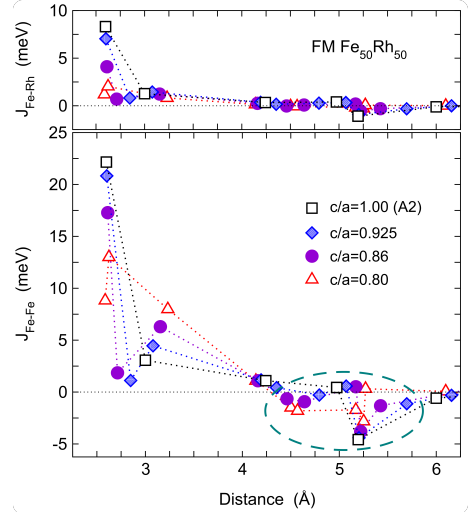 10
5
0
J_Fe-Rh (meV)
FM Fe₅₀Rh₅₀
25
20
15
10
5
0
-5
J_Fe-Fe (meV)
c/a=1.00 (A2)
c/a=0.925
c/a=0.86
c/a=0.80
3 4 5 6
Distance (Å)